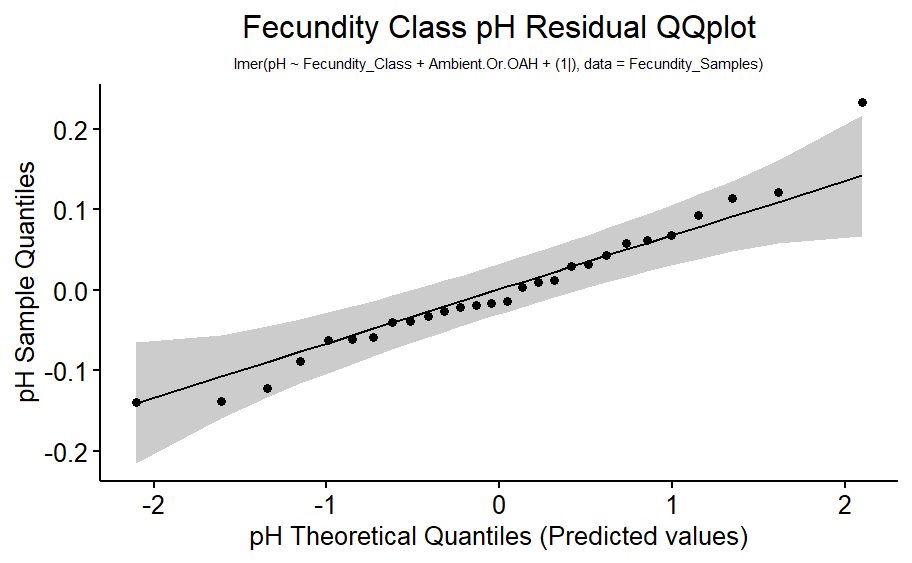 Fecundity Class pH Residual QQplot
lmer(pH ~ Fecundity_Class + Ambient.Or.OAH + (1|), data = Fecundity_Samples)
pH Sample Quantiles
0.2
0.1
0.0
-0.1
-0.2
-2 -1 0 1 2
pH Theoretical Quantiles (Predicted values)